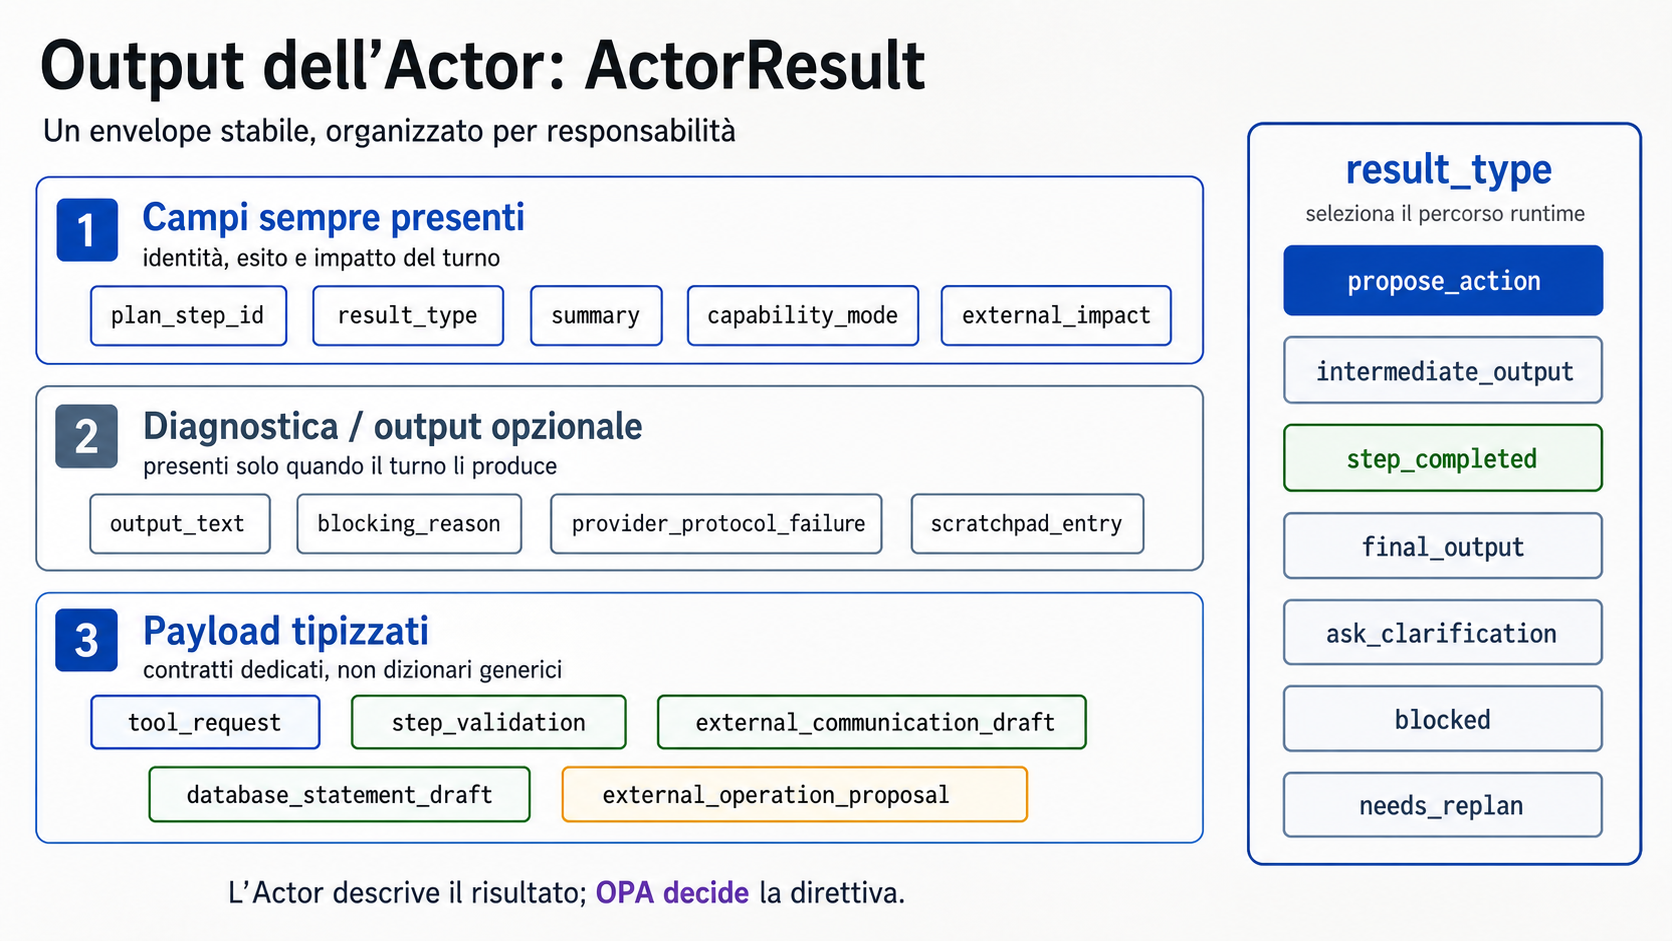 Output dell’Actor: ActorResult
Un envelope stabile, organizzato per responsabilità
1 Campi sempre presenti
identità, esito e impatto del turno
plan_step_id result_type summary capability_mode external_impact
2 Diagnostica / output opzionale
presenti solo quando il turno li produce
output_text blocking_reason provider_protocol_failure scratchpad_entry
3 Payload tipizzati
contratti dedicati, non dizionari generici
tool_request step_validation external_communication_draft
database_statement_draft external_operation_proposal
L’Actor descrive il risultato; OPA decide la direttiva.
result_type
seleziona il percorso runtime
propose_action
intermediate_output
step_completed
final_output
ask_clarification
blocked
needs_replan